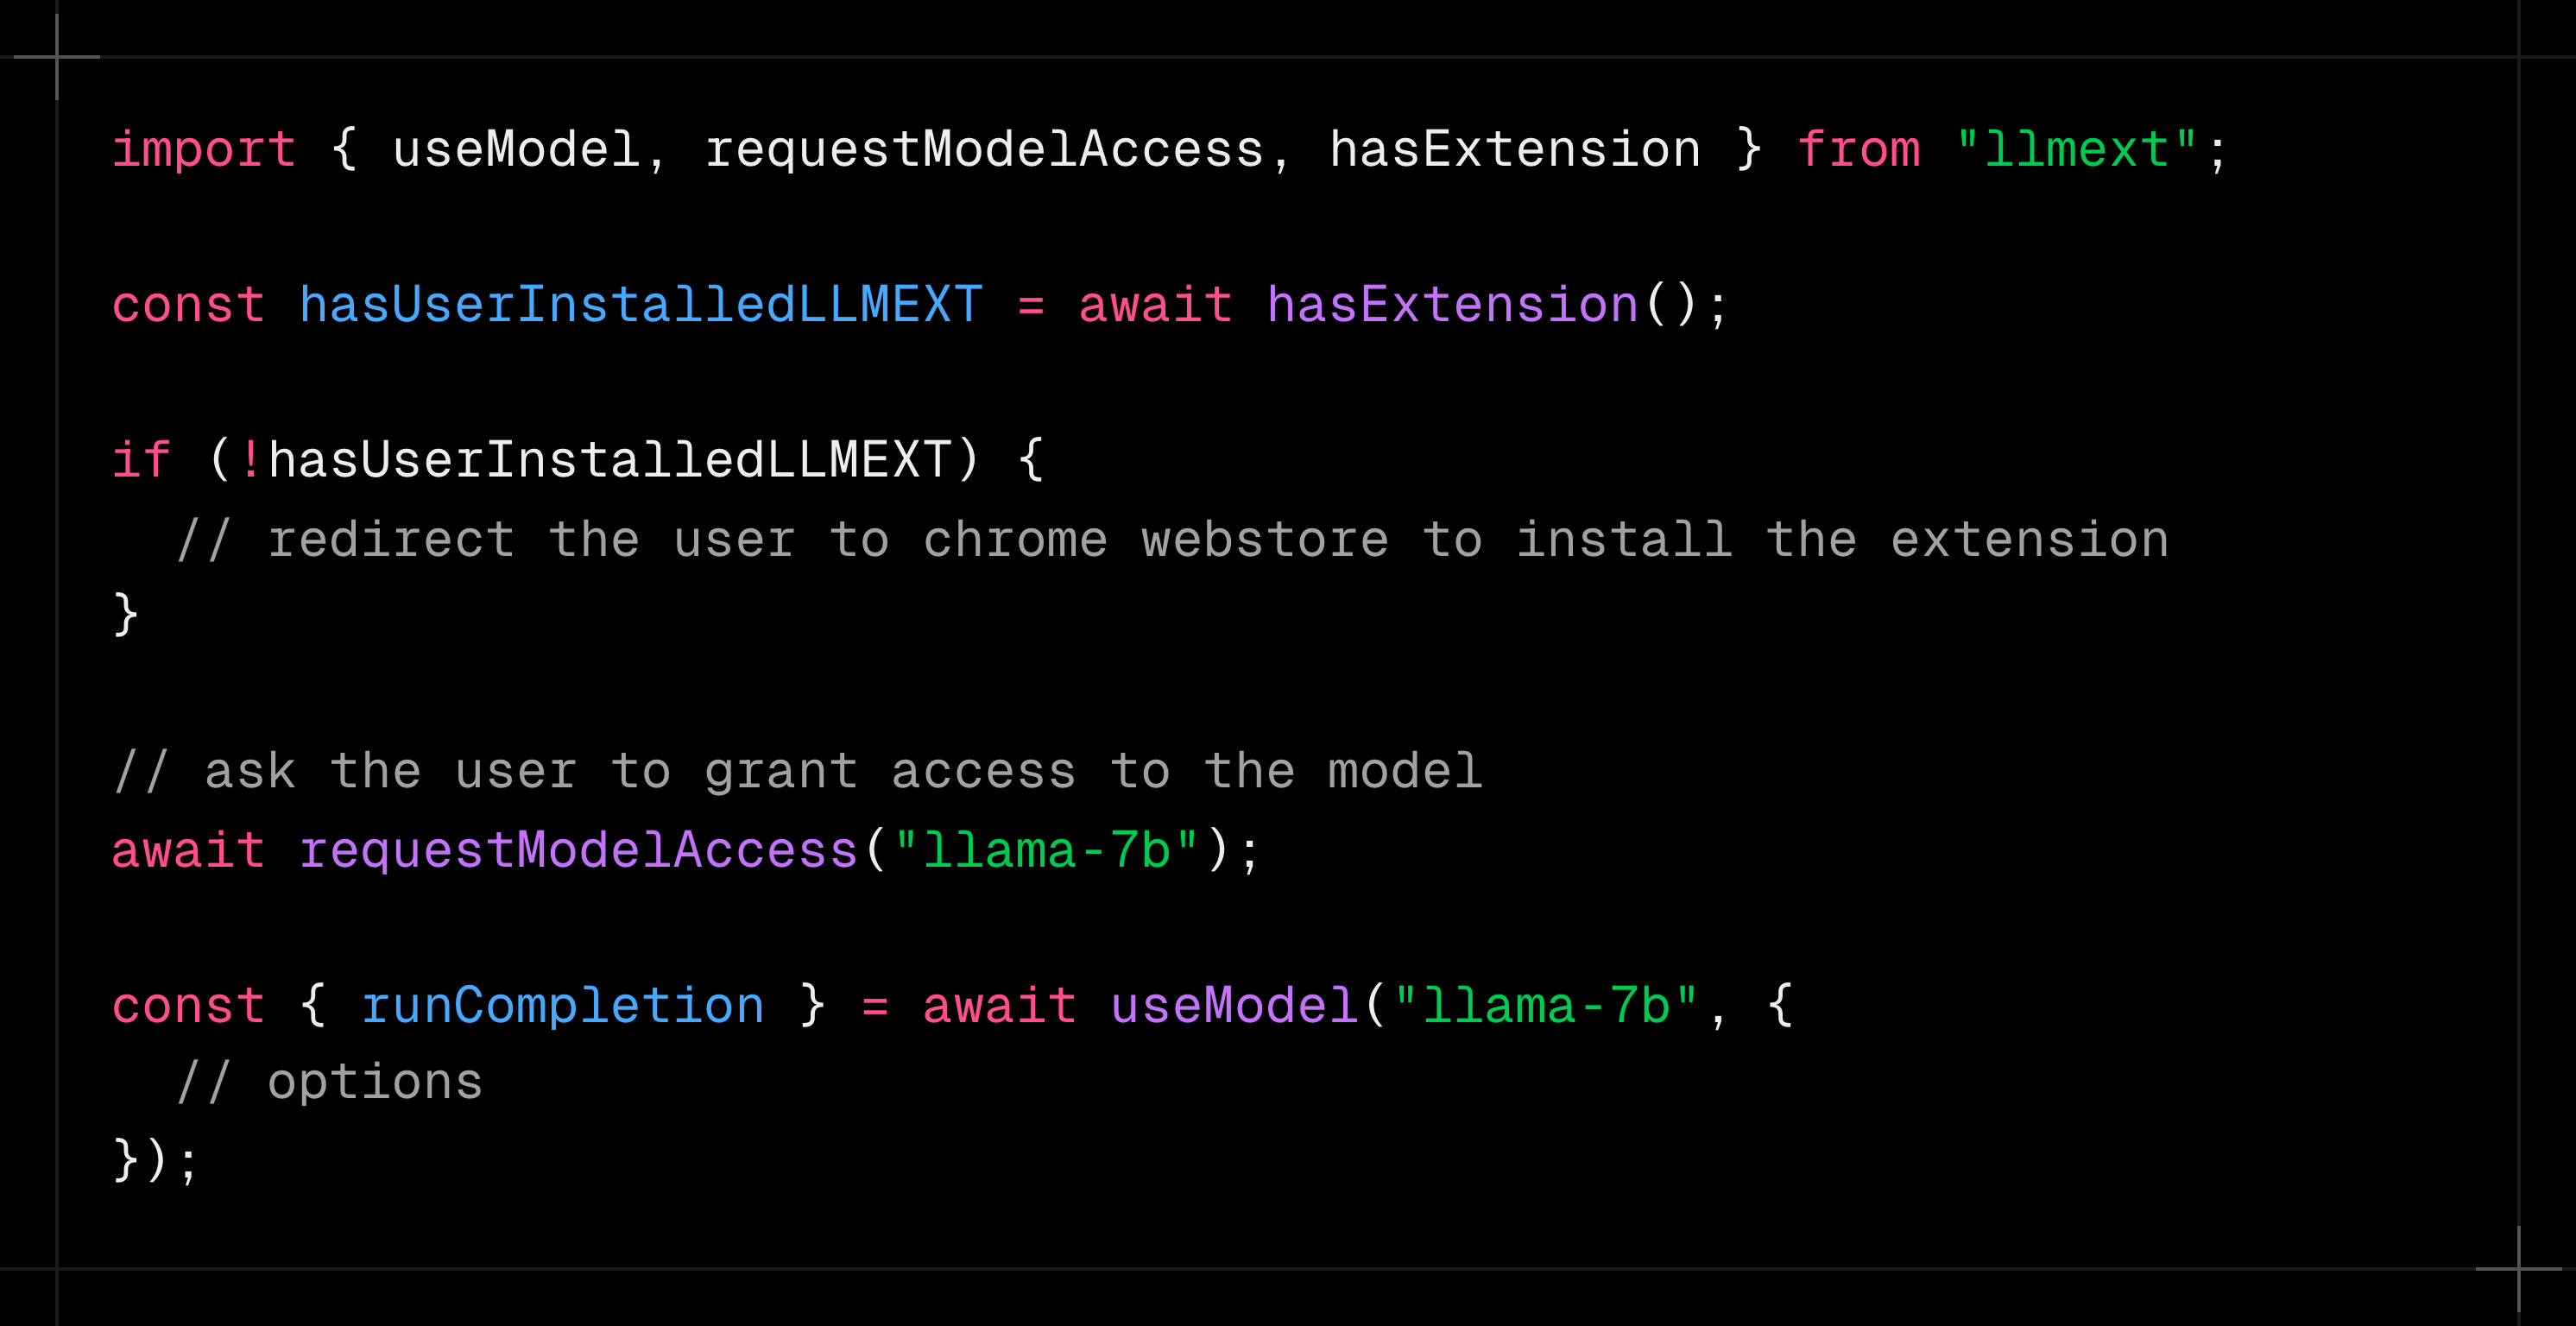 import { useModel, requestModelAccess, hasExtension } from "llmext";
const hasUserInstalledLLMEXT = await hasExtension();
if (!hasUserInstalledLLMEXT) {
  // redirect the user to chrome webstore to install the extension
}
// ask the user to grant access to the model
await requestModelAccess("llama-7b");
const { runCompletion } = await useModel("llama-7b", {
  // options
});